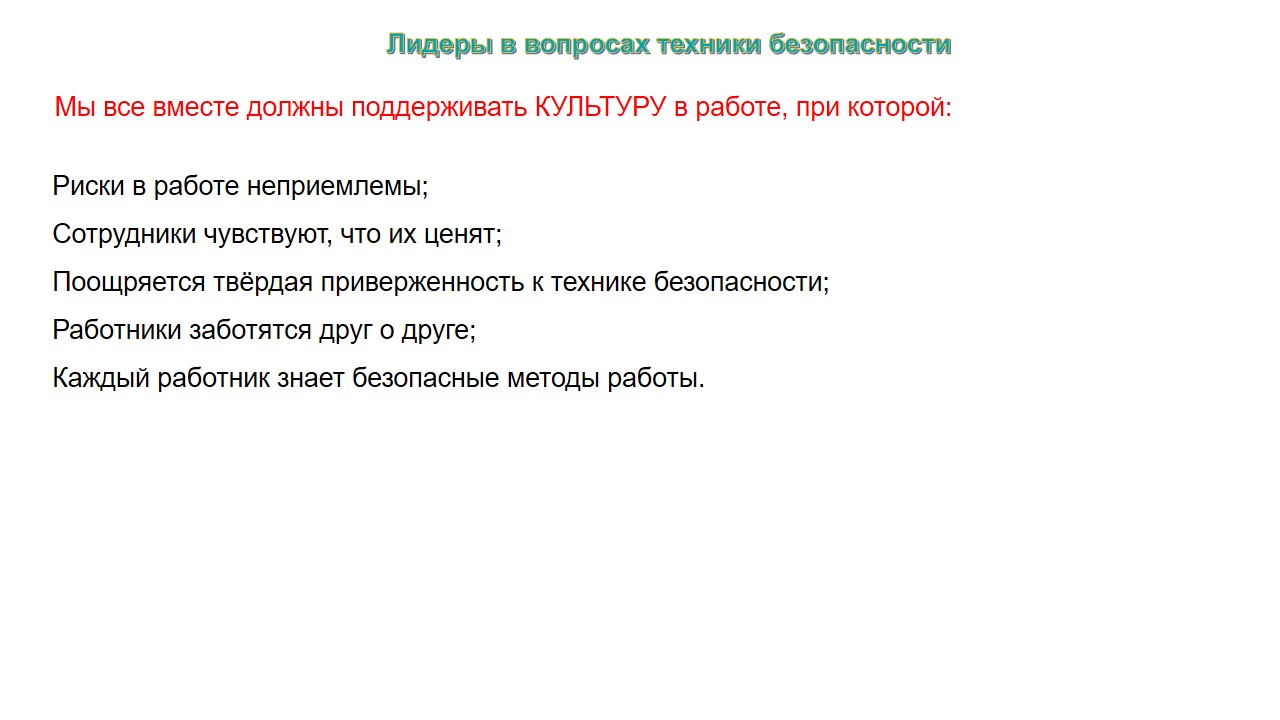 Лидеры в вопросах техники безопасности
Мы все вместе должны поддерживать КУЛЬТУРУ в работе, при которой:
Риски в работе неприемлемы;
Сотрудники чувствуют, что их ценят;
Поощряется твёрдая приверженность к технике безопасности;
Работники заботятся друг о друге;
Каждый работник знает безопасные методы работы.